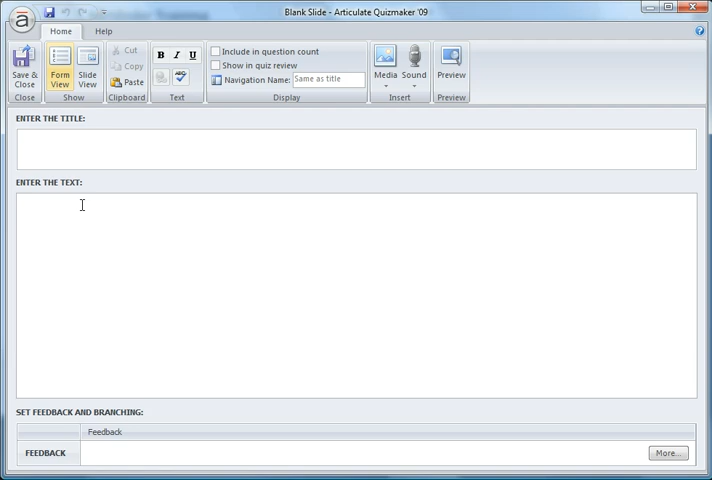 Blank Slide - Articulate Quizmaker '09
Home Help
Save & Close
Form View
Slide View
Cut
Copy
Paste
B I U
ABC
Include in question count
Show in quiz review
Navigation Name: Same as title
Media
Sound
Preview
Close Show Clipboard Text Display Insert Preview
ENTER THE TITLE:
ENTER THE TEXT:
SET FEEDBACK AND BRANCHING:
Feedback
FEEDBACK More...